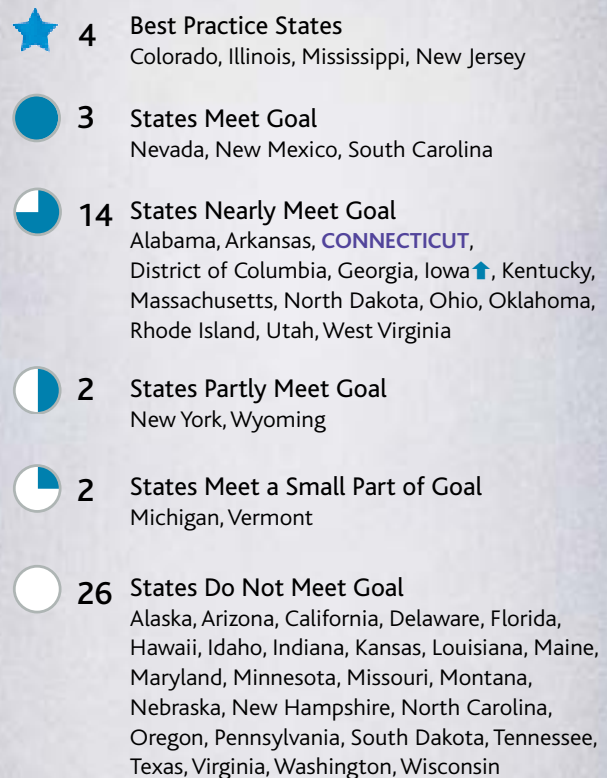 4 Best Practice States
Colorado, Illinois, Mississippi, New Jersey
3 States Meet Goal
Nevada, New Mexico, South Carolina
14 States Nearly Meet Goal
Alabama, Arkansas, CONNECTICUT,
District of Columbia, Georgia, Iowa⬆, Kentucky,
Massachusetts, North Dakota, Ohio, Oklahoma,
Rhode Island, Utah, West Virginia
2 States Partly Meet Goal
New York, Wyoming
2 States Meet a Small Part of Goal
Michigan, Vermont
26 States Do Not Meet Goal
Alaska, Arizona, California, Delaware, Florida,
Hawaii, Idaho, Indiana, Kansas, Louisiana, Maine,
Maryland, Minnesota, Missouri, Montana,
Nebraska, New Hampshire, North Carolina,
Oregon, Pennsylvania, South Dakota, Tennessee,
Texas, Virginia, Washington, Wisconsin